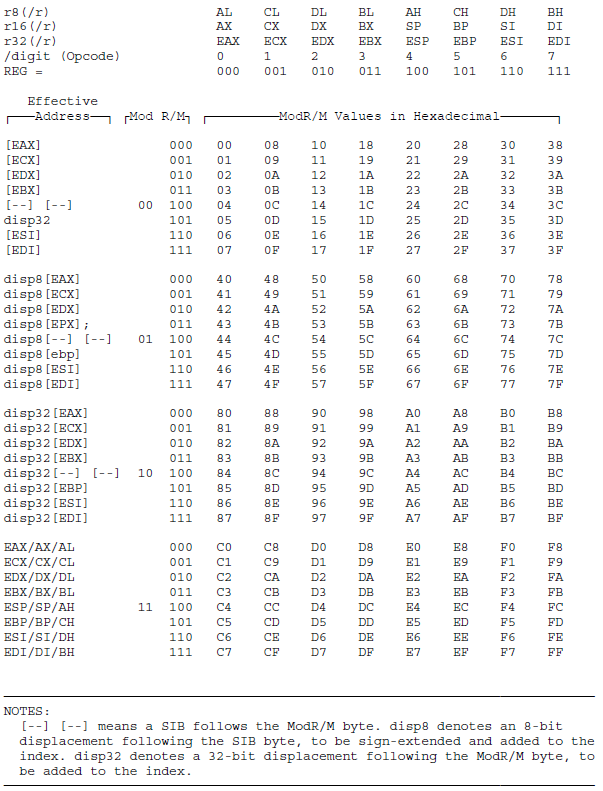 r8(/r) AL CL DL BL AH CH DH BH
r16(/r) AX CX DX BX SP BP SI DI
r32(/r) EAX ECX EDX EBX ESP EBP ESI EDI
/digit (Opcode) 0 1 2 3 4 5 6 7
REG = 000 001 010 011 100 101 110 111
Effective
┌───Address──┐ ┌Mod R/M┐ ┌─────────ModR/M Values in Hexadecimal────────┐
[EAX] 000 00 08 10 18 20 28 30 38
[ECX] 001 01 09 11 19 21 29 31 39
[EDX] 010 02 0A 12 1A 22 2A 32 3A
[EBX] 011 03 0B 13 1B 23 2B 33 3B
[--] [--] 00 100 04 0C 14 1C 24 2C 34 3C
disp32 101 05 0D 15 1D 25 2D 35 3D
[ESI] 110 06 0E 16 1E 26 2E 36 3E
[EDI] 111 07 0F 17 1F 27 2F 37 3F
disp8[EAX] 000 40 48 50 58 60 68 70 78
disp8[ECX] 001 41 49 51 59 61 69 71 79
disp8[EDX] 010 42 4A 52 5A 62 6A 72 7A
disp8[EPX]; 011 43 4B 53 5B 63 6B 73 7B
disp8[--] [--] 01 100 44 4C 54 5C 64 6C 74 7C
disp8[ebp] 101 45 4D 55 5D 65 6D 75 7D
disp8[ESI] 110 46 4E 56 5E 66 6E 76 7E
disp8[EDI] 111 47 4F 57 5F 67 6F 77 7F
disp32[EAX] 000 80 88 90 98 A0 A8 B0 B8
disp32[ECX] 001 81 89 91 99 A1 A9 B1 B9
disp32[EDX] 010 82 8A 92 9A A2 AA B2 BA
disp32[EBX] 011 83 8B 93 9B A3 AB B3 BB
disp32[--] [--] 10 100 84 8C 94 9C A4 AC B4 BC
disp32[EBP] 101 85 8D 95 9D A5 AD B5 BD
disp32[ESI] 110 86 8E 96 9E A6 AE B6 BE
disp32[EDI] 111 87 8F 97 9F A7 AF B7 BF
EAX/AX/AL 000 C0 C8 D0 D8 E0 E8 F0 F8
ECX/CX/CL 001 C1 C9 D1 D9 E1 E9 F1 F9
EDX/DX/DL 010 C2 CA D2 DA E2 EA F2 FA
EBX/BX/BL 011 C3 CB D3 DB E3 EB F3 FB
ESP/SP/AH 11 100 C4 CC D4 DC E4 EC F4 FC
EBP/BP/CH 101 C5 CD D5 DD E5 ED F5 FD
ESI/SI/DH 110 C6 CE D6 DE E6 EE F6 FE
EDI/DI/BH 111 C7 CF D7 DF E7 EF F7 FF
NOTES:
[--] [--] means a SIB follows the ModR/M byte. disp8 denotes an 8-bit
displacement following the SIB byte, to be sign-extended and added to the
index. disp32 denotes a 32-bit displacement following the ModR/M byte, to
be added to the index.